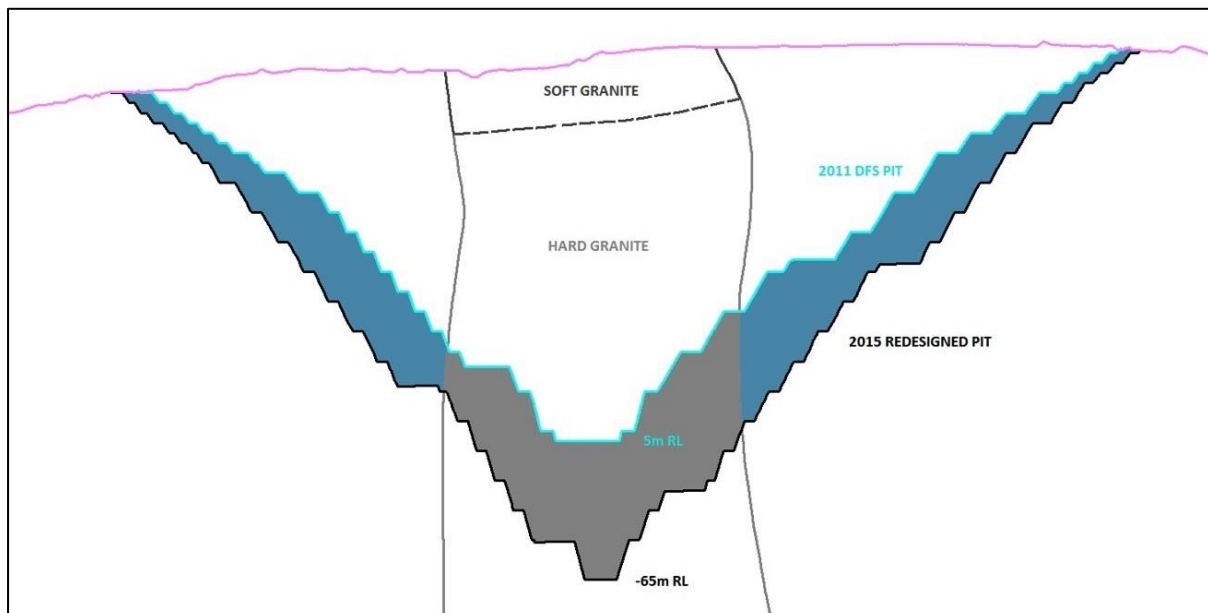 SOFT GRANITE
2011 DFS PIT
HARD GRANITE
2015 REDESIGNED PIT
5m RL
-65m RL